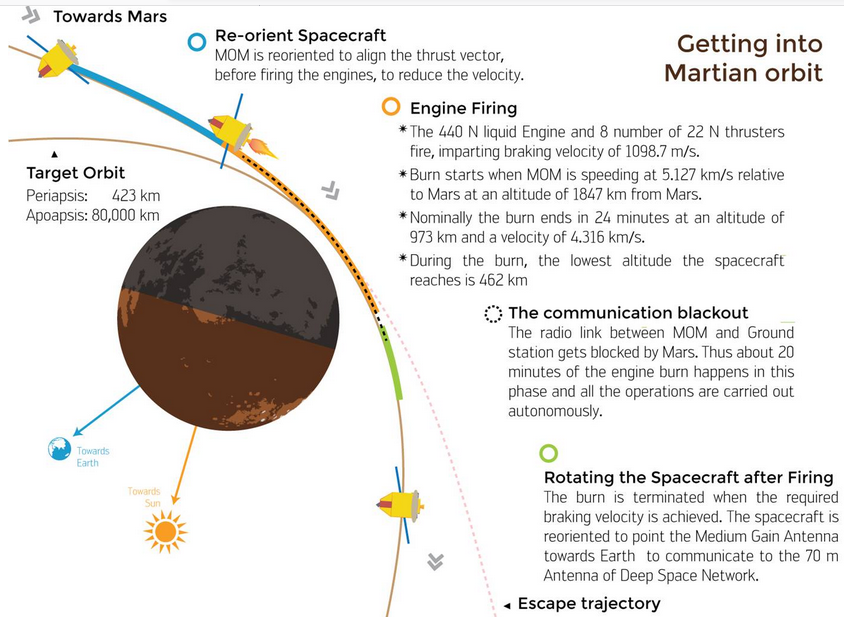 Towards Mars
Re-orient Spacecraft
MOM is reoriented to align the thrust vector,
before firing the engines, to reduce the velocity.
Getting into
Martian orbit
Engine Firing
* The 440 N liquid Engine and 8 number of 22 N thrusters
fire, imparting braking velocity of 1098.7 m/s.
* Burn starts when MOM is speeding at 5.127 km/s relative
to Mars at an altitude of 1847 km from Mars.
* Nominally the burn ends in 24 minutes at an altitude of
973 km and a velocity of 4.316 km/s.
* During the burn, the lowest altitude the spacecraft
reaches is 462 km
Target Orbit
Periapsis: 423 km
Apoapsis: 80,000 km
The communication blackout
The radio link between MOM and Ground
station gets blocked by Mars. Thus about 20
minutes of the engine burn happens in this
phase and all the operations are carried out
autonomously.
Towards
Earth
Towards
Sun
Rotating the Spacecraft after Firing
The burn is terminated when the required
braking velocity is achieved. The spacecraft is
reoriented to point the Medium Gain Antenna
towards Earth to communicate to the 70 m
Antenna of Deep Space Network.
Escape trajectory